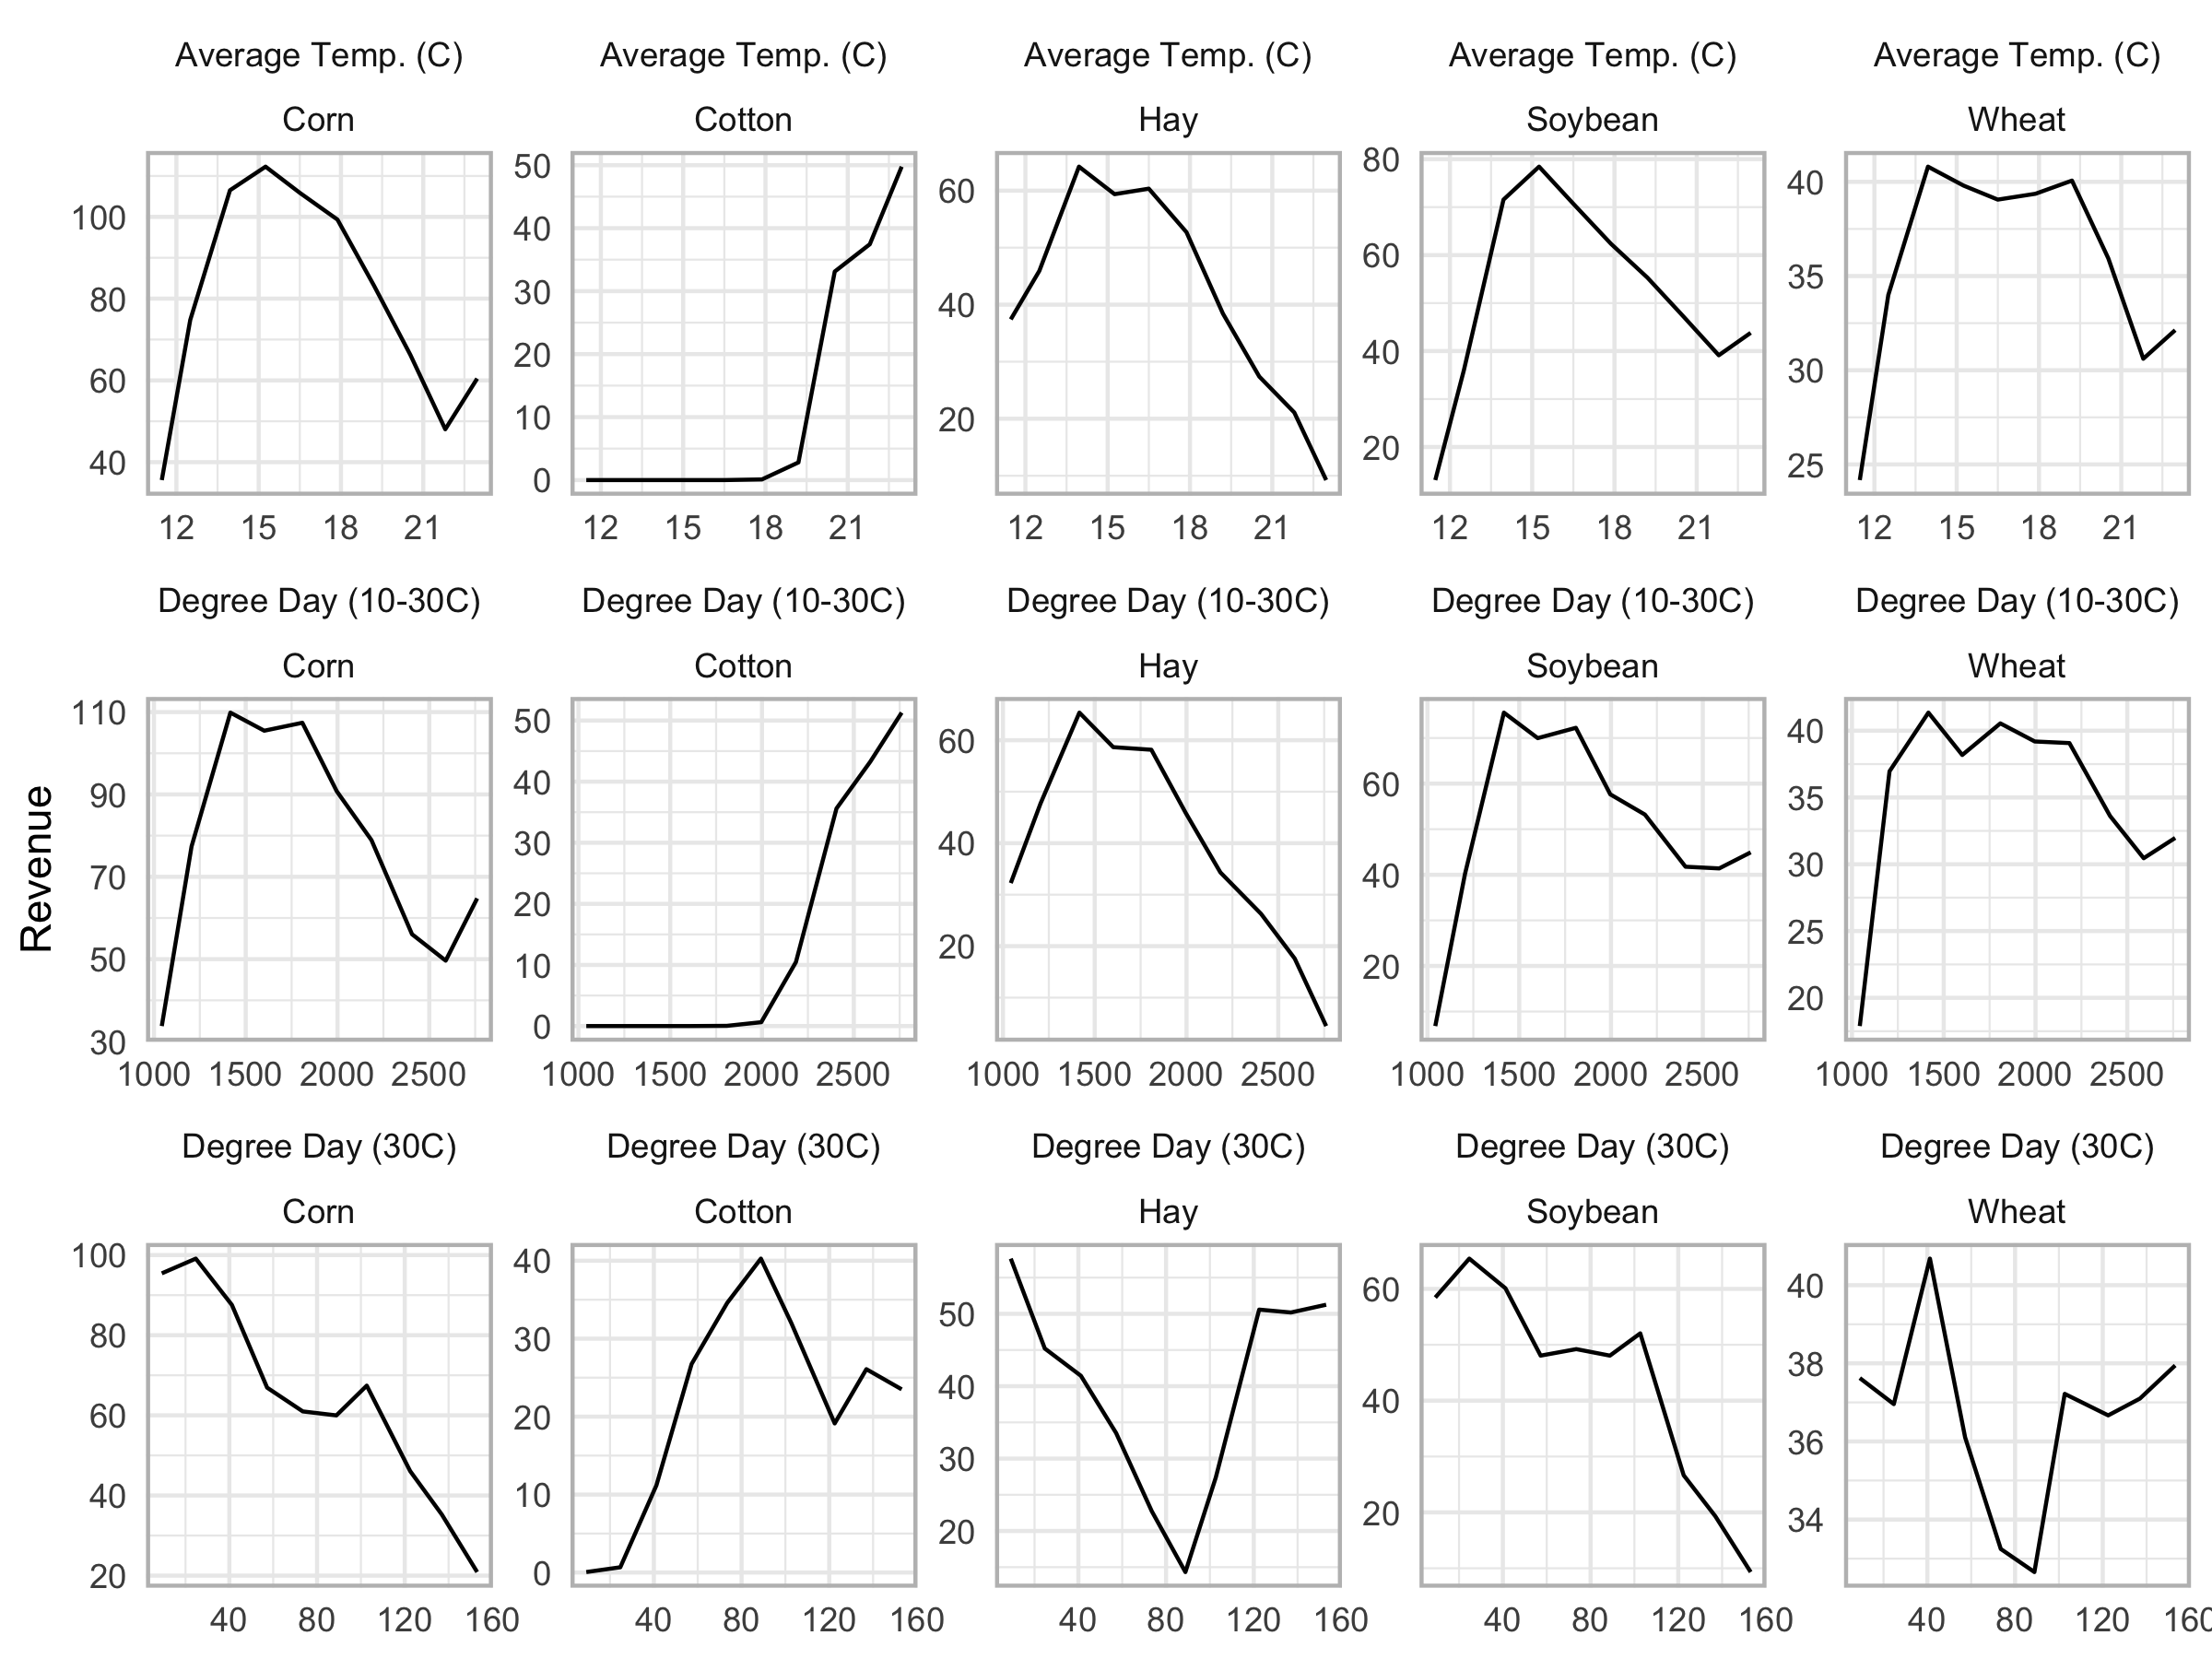 Average Temp. (C) Average Temp. (C) Average Temp. (C) Average Temp. (C) Average Temp. (C)
Corn Cotton Hay Soybean Wheat
100 80 60 40
50 40 30 20 10 0
60 40 20
80 60 40 20
40 35 30 25
12 15 18 21 12 15 18 21 12 15 18 21 12 15 18 21 12 15 18 21
Degree Day (10-30C) Degree Day (10-30C) Degree Day (10-30C) Degree Day (10-30C) Degree Day (10-30C)
Corn Cotton Hay Soybean Wheat
Revenue
110 90 70 50 30
50 40 30 20 10 0
60 40 20
60 40 20
40 35 30 25 20
1000 1500 2000 2500 1000 1500 2000 2500 1000 1500 2000 2500 1000 1500 2000 2500 1000 1500 2000 2500
Degree Day (30C) Degree Day (30C) Degree Day (30C) Degree Day (30C) Degree Day (30C)
Corn Cotton Hay Soybean Wheat
100 80 60 40 20
40 30 20 10 0
50 40 30 20
60 40 20
40 38 36 34
40 80 120 160 40 80 120 160 40 80 120 160 40 80 120 160 40 80 120 160